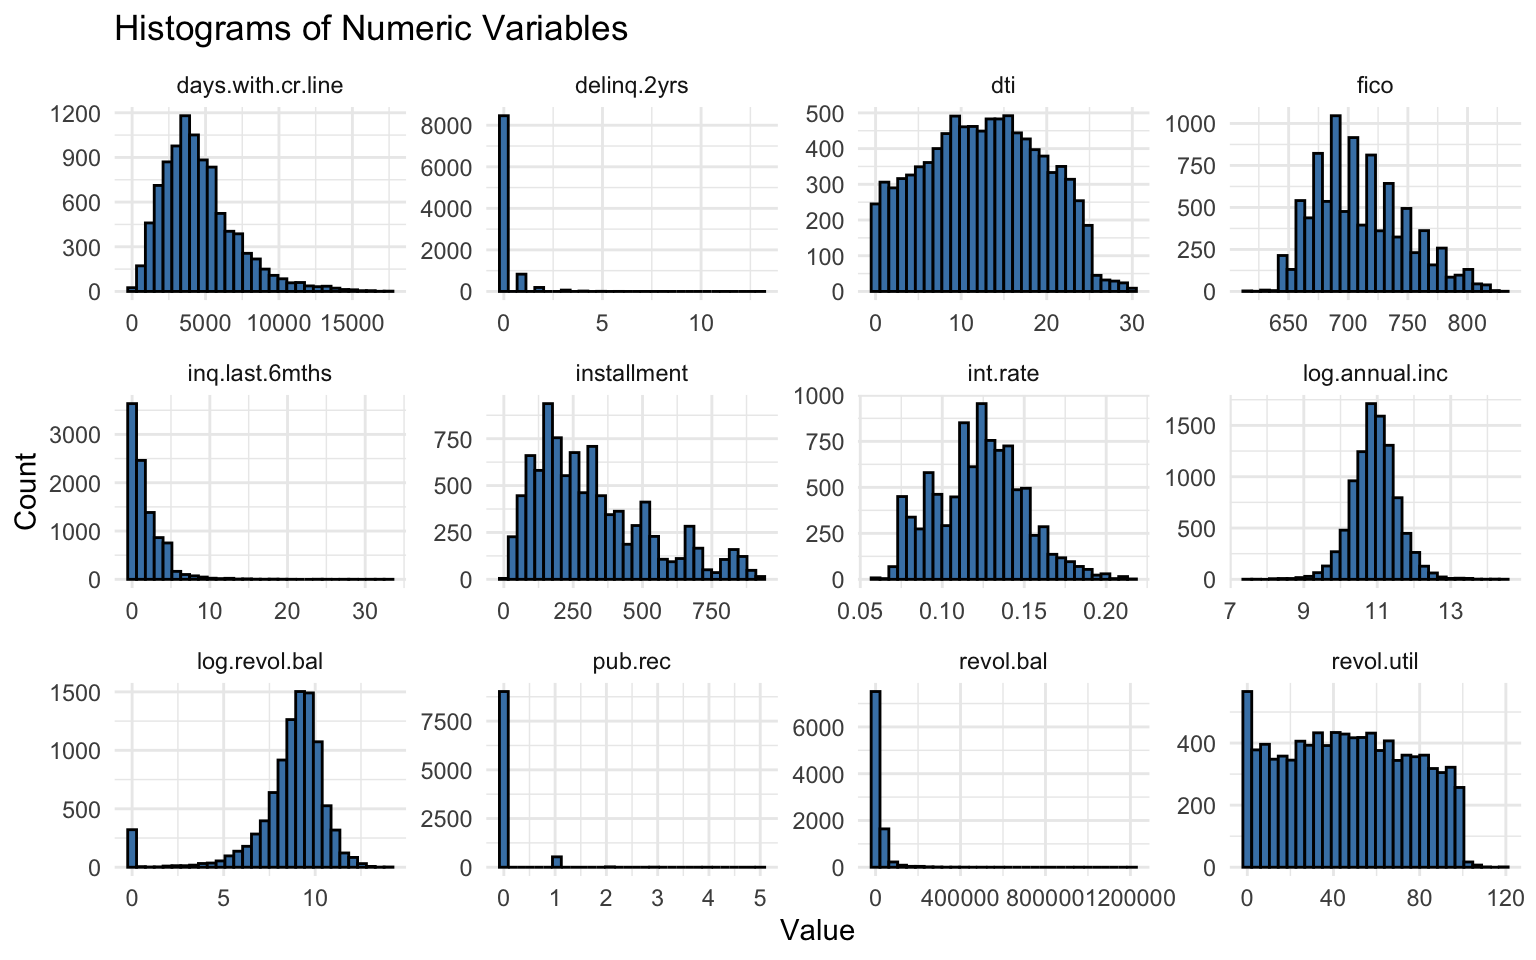 Histograms of Numeric Variables
days.with.cr.line
delinq.2yrs
dti
fico
1200
900
600
300
0
0 5000 10000 15000
8000
6000
4000
2000
0
0 5 10
500
400
300
200
100
0
0 10 20 30
1000
750
500
250
0
650 700 750 800
inq.last.6mths
installment
int.rate
log.annual.inc
3000
2000
1000
0
0 10 20 30
750
500
250
0
0 250 500 750
1000
750
500
250
0
0.05 0.10 0.15 0.20
1500
1000
500
0
7 9 11 13
log.revol.bal
pub.rec
revol.bal
revol.util
1500
1000
500
0
0 5 10
7500
5000
2500
0
0 1 2 3 4 5
6000
4000
2000
0
0 400000 800000 1200000
400
200
0
0 40 80 120
Count
Value